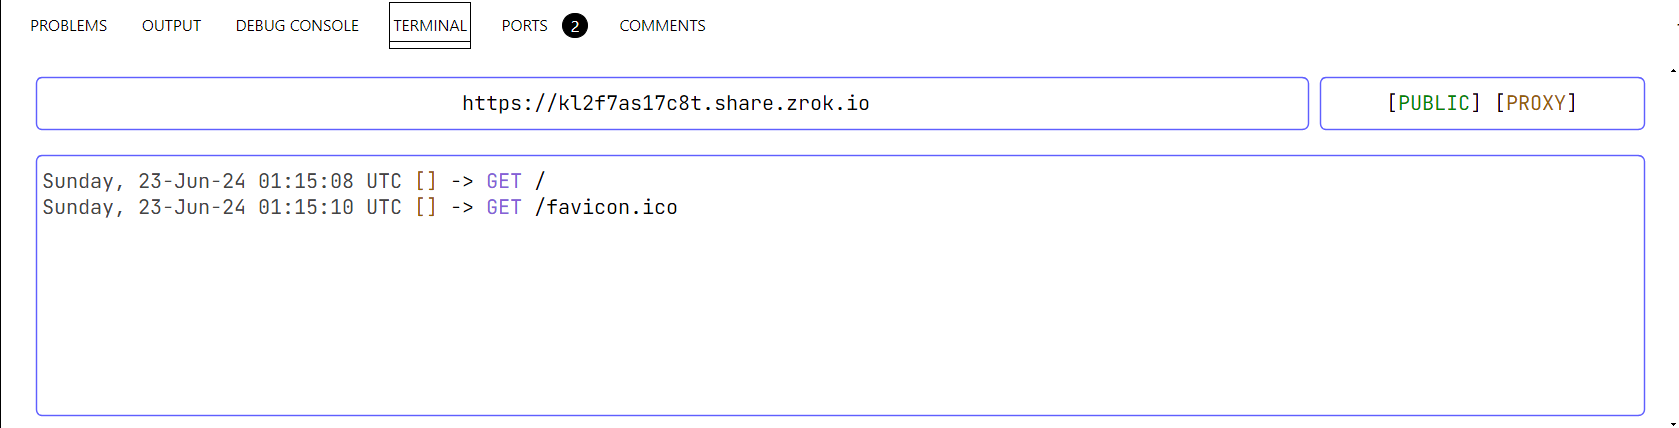 PROBLEMS OUTPUT DEBUG CONSOLE TERMINAL PORTS 2 COMMENTS
https://kl2f7as17c8t.share.zrok.io [PUBLIC] [PROXY]
Sunday, 23-Jun-24 01:15:08 UTC [] -> GET /
Sunday, 23-Jun-24 01:15:10 UTC [] -> GET /favicon.ico